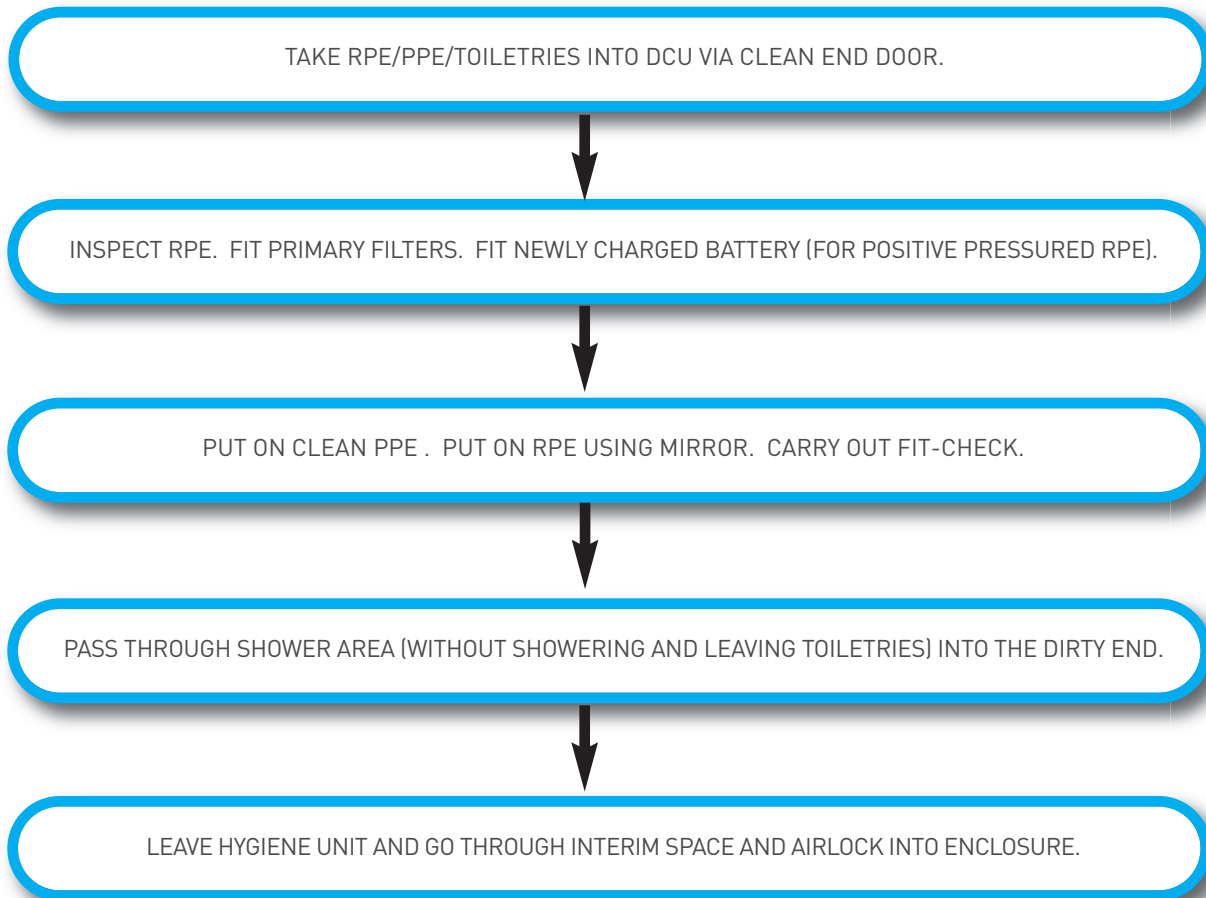 TAKE RPE/PPE/TOILETRIES INTO DCU VIA CLEAN END DOOR.
INSPECT RPE.  FIT PRIMARY FILTERS.  FIT NEWLY CHARGED BATTERY (FOR POSITIVE PRESSURED RPE).
PUT ON CLEAN PPE .  PUT ON RPE USING MIRROR.  CARRY OUT FIT-CHECK.
PASS THROUGH SHOWER AREA (WITHOUT SHOWERING AND LEAVING TOILETRIES) INTO THE DIRTY END.
LEAVE HYGIENE UNIT AND GO THROUGH INTERIM SPACE AND AIRLOCK INTO ENCLOSURE.